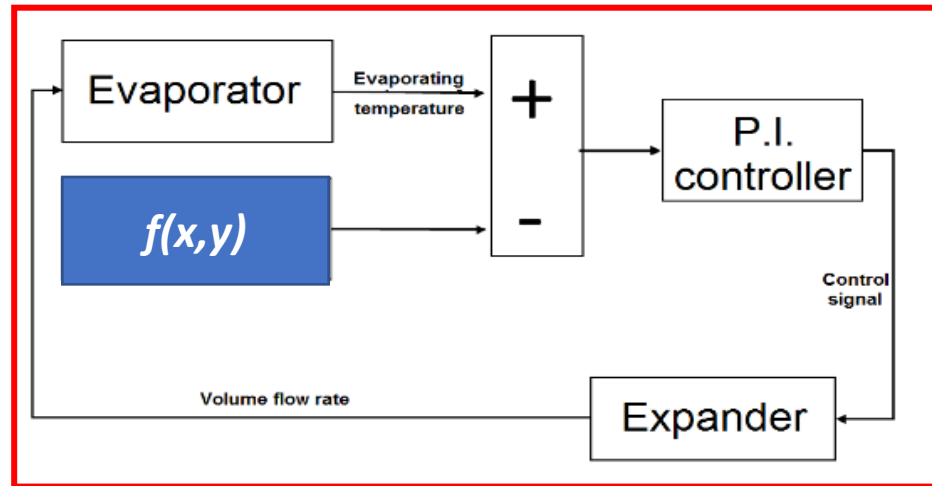 Evaporator
Evaporating
temperature
+
-
P.I.
controller
f(x,y)
Control
signal
Volume flow rate
Expander